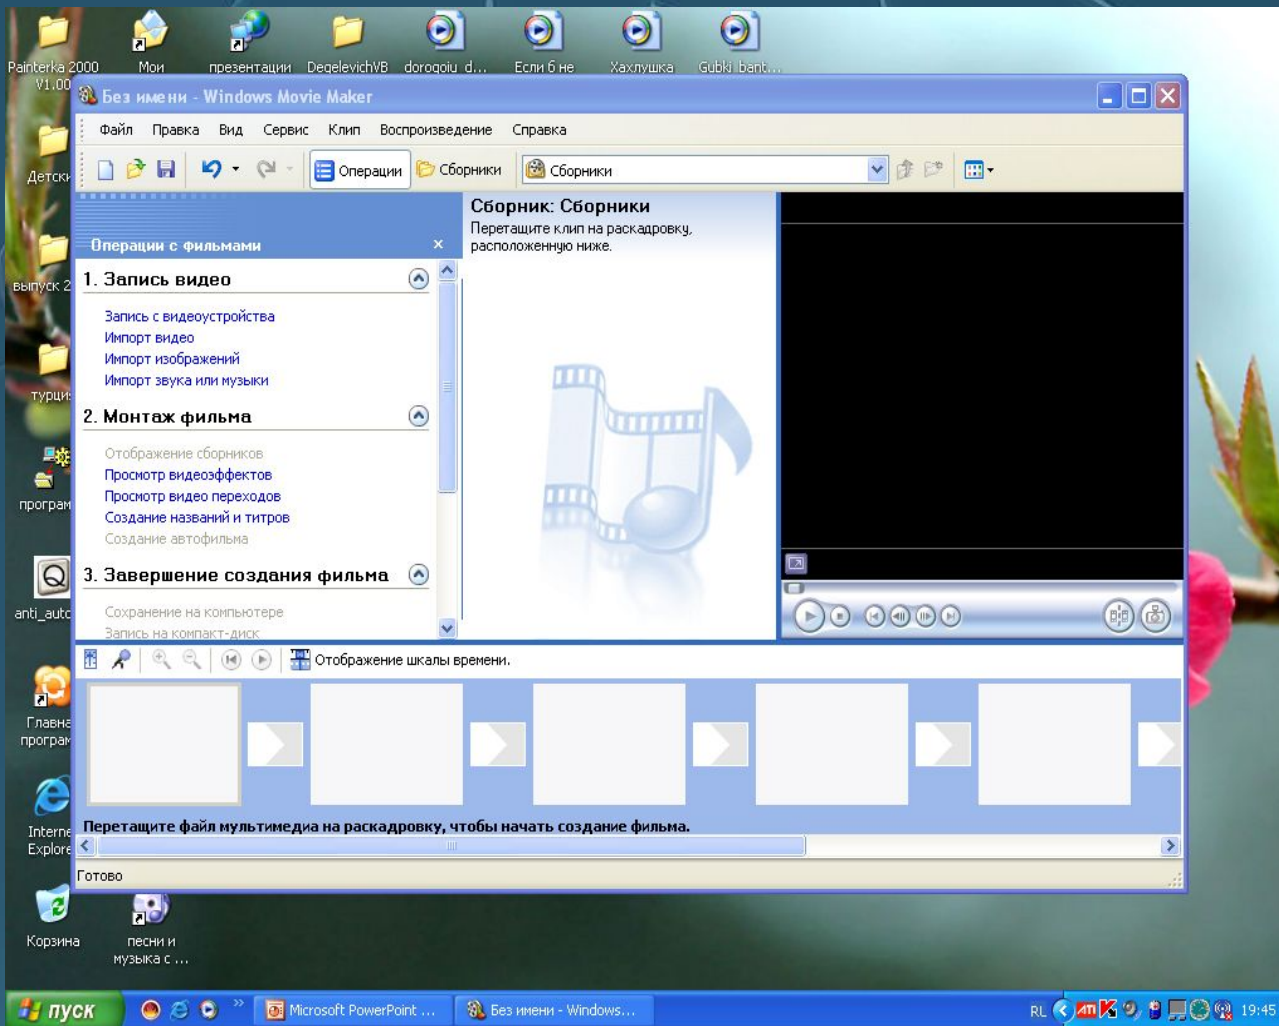 Painterka 2000
V1.00
Мои
презентации
DegelevichVB
dorogoiu_d...
Если б не
Хахлушка
Gubki_bant...
Без имени - Windows Movie Maker
Файл Правка Вид Сервис Клип Воспроизведение Справка
Операции Сборники Сборники
Детски
выпуск 2
турци
програм
anti_auto
Главна
програм
Interne
Explore
Корзина
песни и
музыка с ...
Операции с фильмами
1. Запись видео
Запись с видеоустройства
Импорт видео
Импорт изображений
Импорт звука или музыки
2. Монтаж фильма
Отображение сборников
Просмотр видеоэффектов
Просмотр видео переходов
Создание названий и титров
Создание автофильма
3. Завершение создания фильма
Сохранение на компьютере
Запись на компакт-диск
Сборник: Сборники
Перетащите клип на раскадровку,
расположенную ниже.
Отображение шкалы времени.
Перетащите файл мультимедиа на раскадровку, чтобы начать создание фильма.
Готово
пуск
Microsoft PowerPoint ...
Без имени - Windows...
RL
ATI
19:45